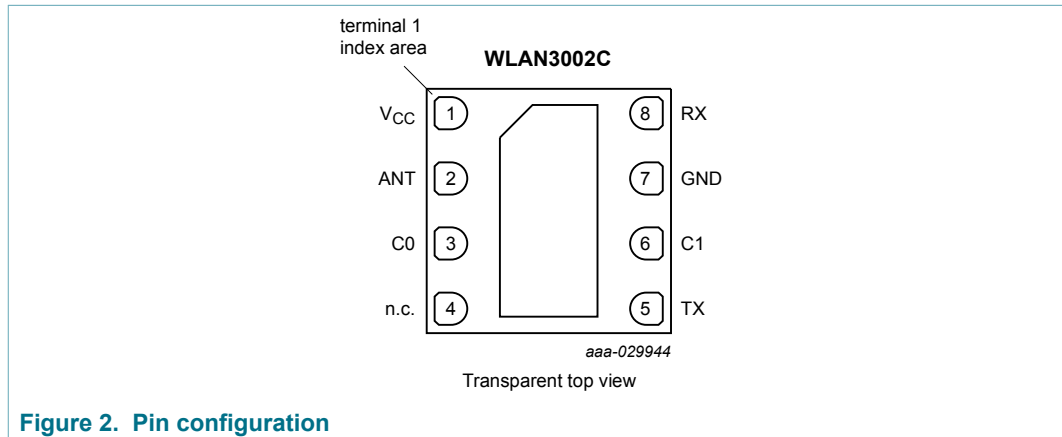 terminal 1
index area
WLAN3002C
VCC 1 8 RX
ANT 2 7 GND
C0 3 6 C1
n.c. 4 5 TX
aaa-029944
Transparent top view
Figure 2. Pin configuration